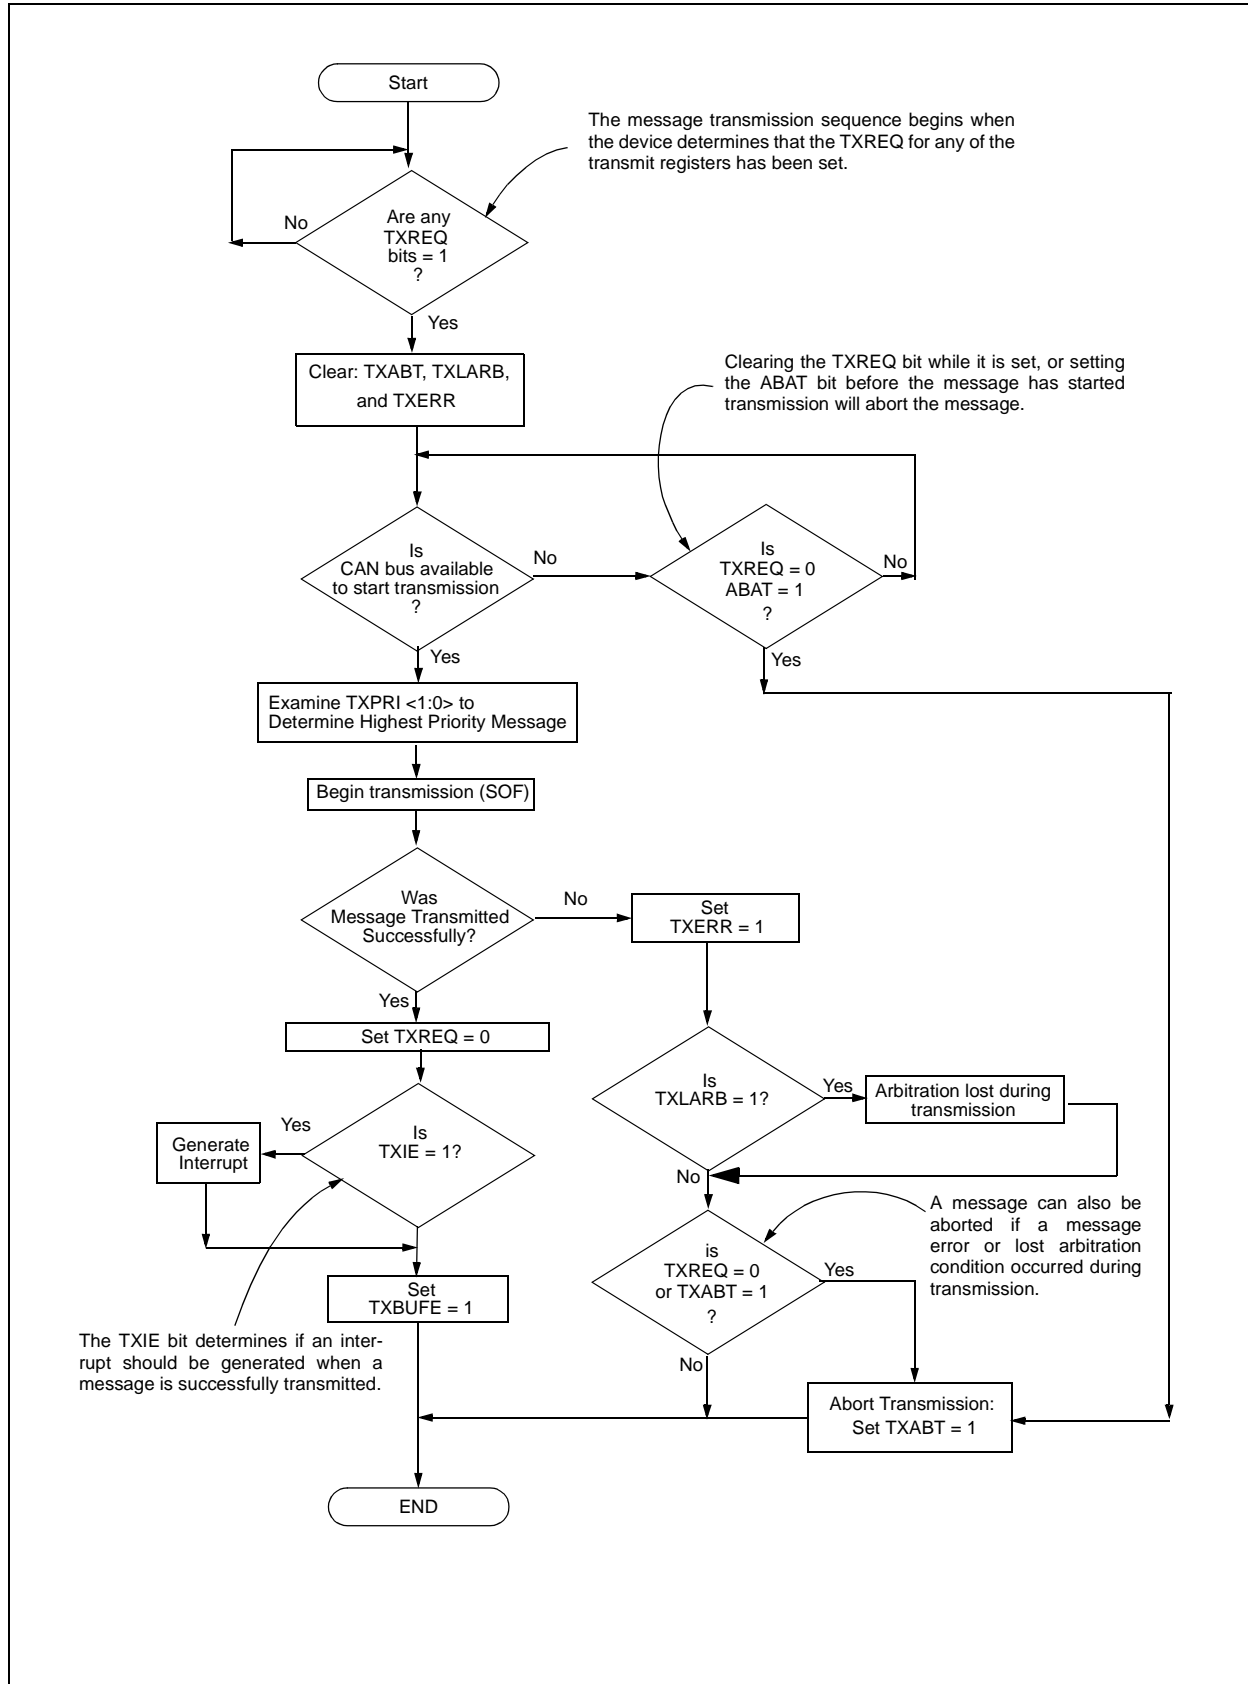 Start
The message transmission sequence begins when
the device determines that the TXREQ for any of the
transmit registers has been set.
No
Are any
TXREQ
bits = 1
?
Yes
Clear: TXABT, TXLARB,
and TXERR
Clearing the TXREQ bit while it is set, or setting
the ABAT bit before the message has started
transmission will abort the message.
Is
CAN bus available
to start transmission
?
No
Is
TXREQ = 0
ABAT = 1
?
No
Yes
Yes
Examine TXPRI <1:0> to
Determine Highest Priority Message
Begin transmission (SOF)
Was
Message Transmitted
Successfully?
No
Set
TXERR = 1
Yes
Set TXREQ = 0
Is
TXLARB = 1?
Yes
Arbitration lost during
transmission
Yes
Generate
Interrupt
Is
TXIE = 1?
No
A message can also be
aborted if a message
error or lost arbitration
condition occurred during
transmission.
is
TXREQ = 0
or TXABT = 1
?
Yes
Set
TXBUFE = 1
The TXIE bit determines if an inter-
rupt should be generated when a
message is successfully transmitted.
No
Abort Transmission:
Set TXABT = 1
END